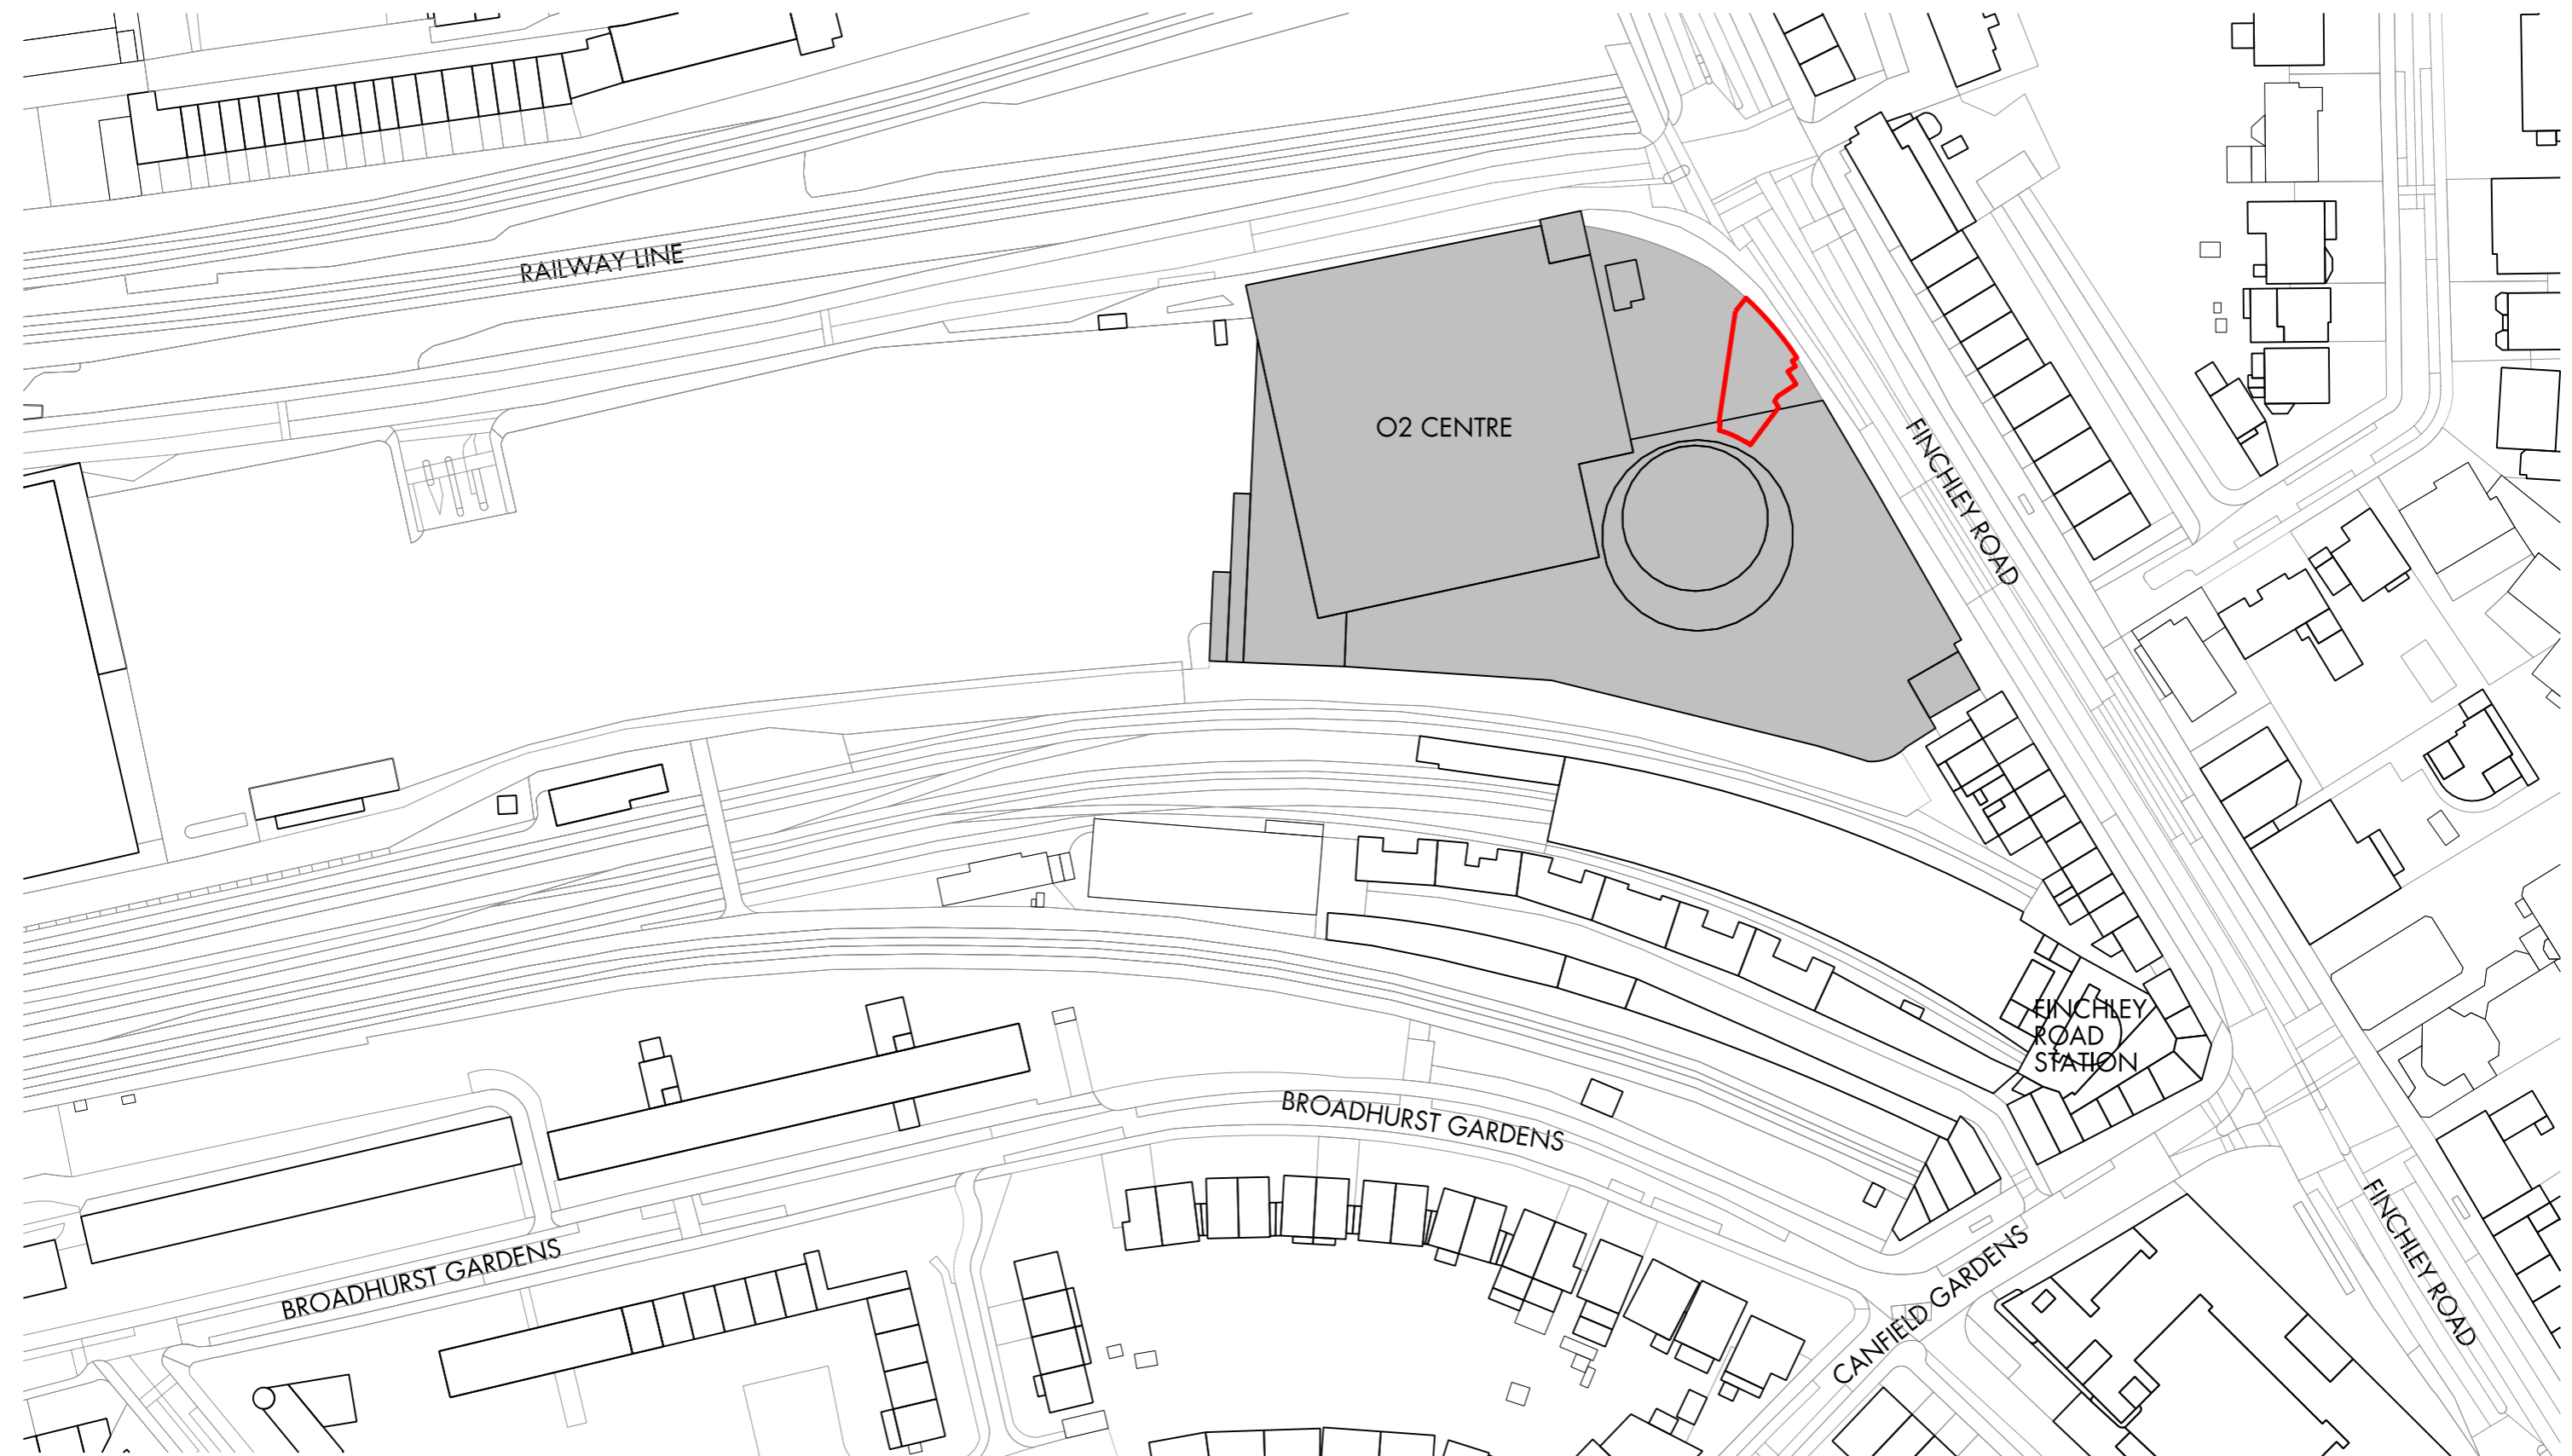 RAILWAY LINE
O2 CENTRE
FINCHLEY ROAD
FINCHLEY
ROAD
STATION
BROADHURST GARDENS
BROADHURST GARDENS
CANFIELD GARDENS
FINCHLEY ROAD